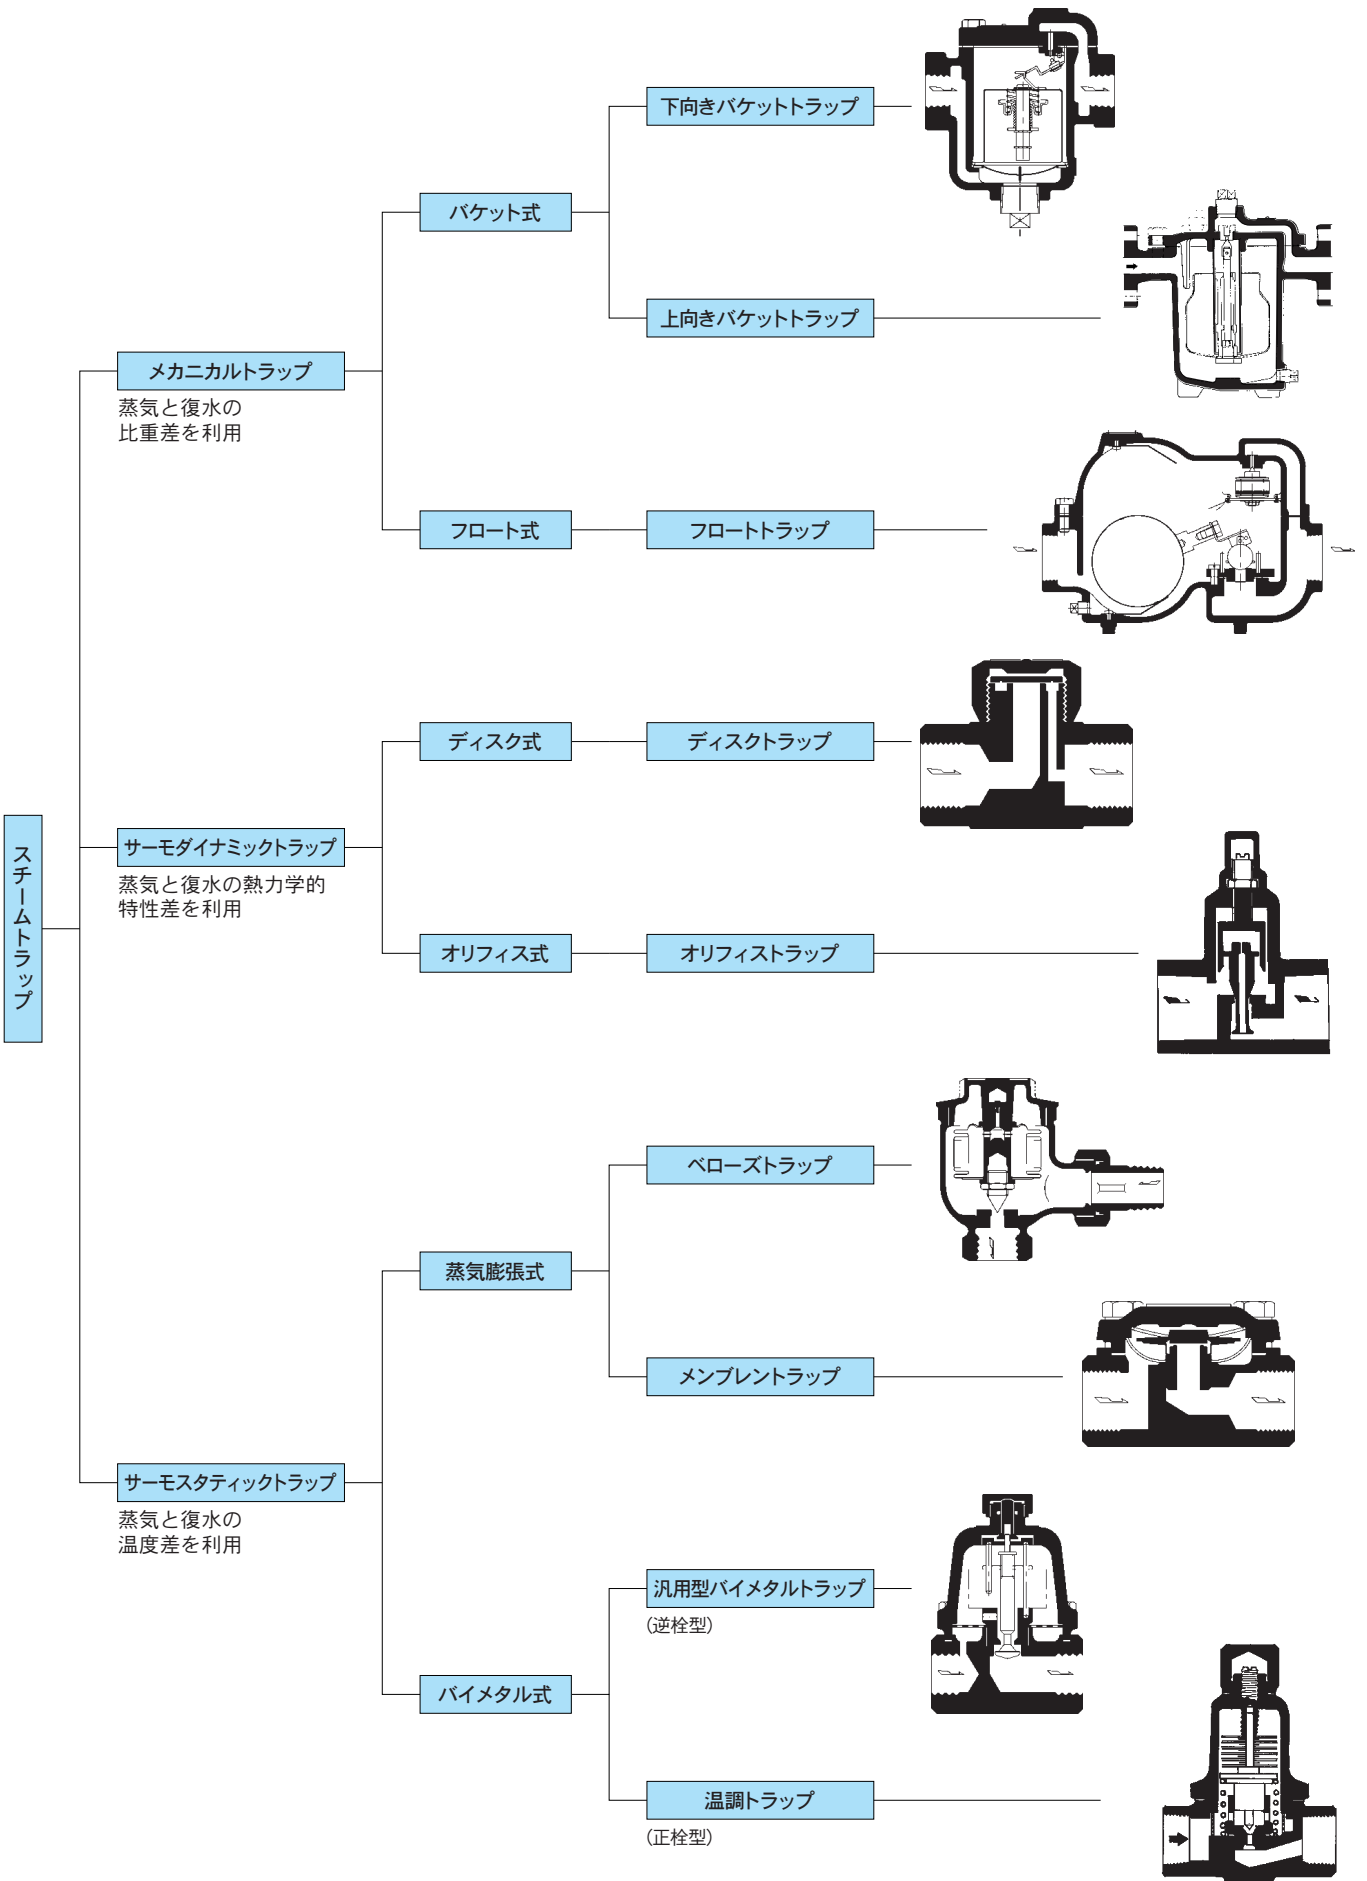 スチームトラップ
メカニカルトラップ
蒸気と復水の
比重差を利用
バケット式
下向きバケットトラップ
上向きバケットトラップ
フロート式
フロートトラップ
サーモダイナミックトラップ
蒸気と復水の熱力学的
特性差を利用
ディスク式
ディスクトラップ
オリフィス式
オリフィストラップ
サーモスタティックトラップ
蒸気と復水の
温度差を利用
蒸気膨張式
ベローズトラップ
メンブレントラップ
バイメタル式
汎用型バイメタルトラップ
(逆栓型)
温調トラップ
(正栓型)